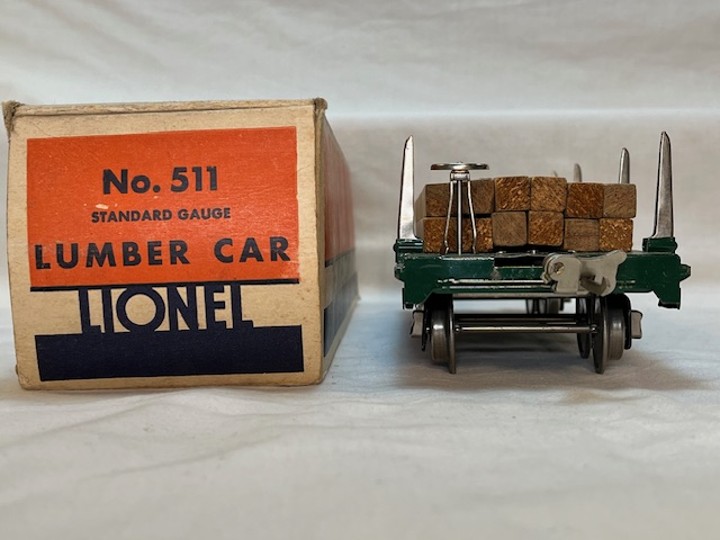 No. 511
STANDARD GAUGE
LUMBER CAR
LIONEL